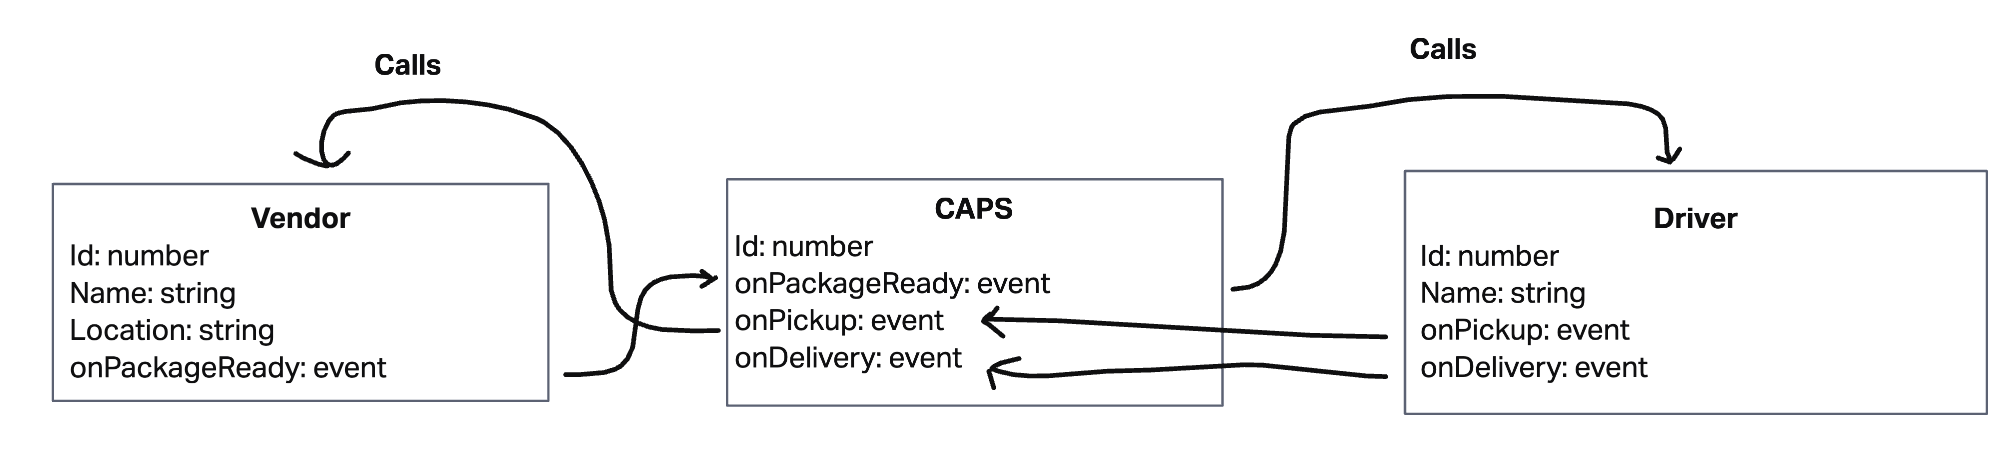 Calls
Calls
Vendor
Id: number
Name: string
Location: string
onPackageReady: event
CAPS
Id: number
onPackageReady: event
onPickup: event
onDelivery: event
Driver
Id: number
Name: string
onPickup: event
onDelivery: event